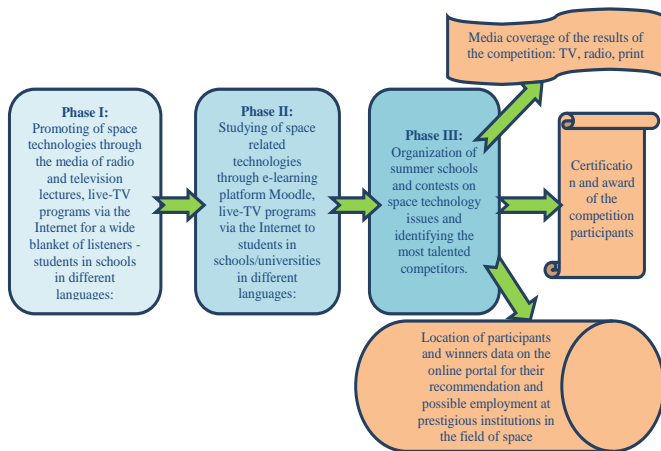 Phase I:
Promoting of space
technologies through
the media of radio
and television
lectures, live-TV
programs via the
Internet for a wide
blanket of listeners -
students in schools
in different
languages:
Phase II:
Studying of space
related
technologies
through e-learning
platform Moodle,
live-TV programs
via the Internet to
students in
schools/universities
in different
languages:
Phase III:
Organization of
summer schools
and contests on
space technology
issues and
identifying the
most talented
competitors.
Media coverage of the results of
the competition: TV, radio, print
Certificatio
n and award
of the
competition
participants
Location of participants
and winners data on the
online portal for their
recommendation and
possible employment at
prestigious institutions in
the field of space